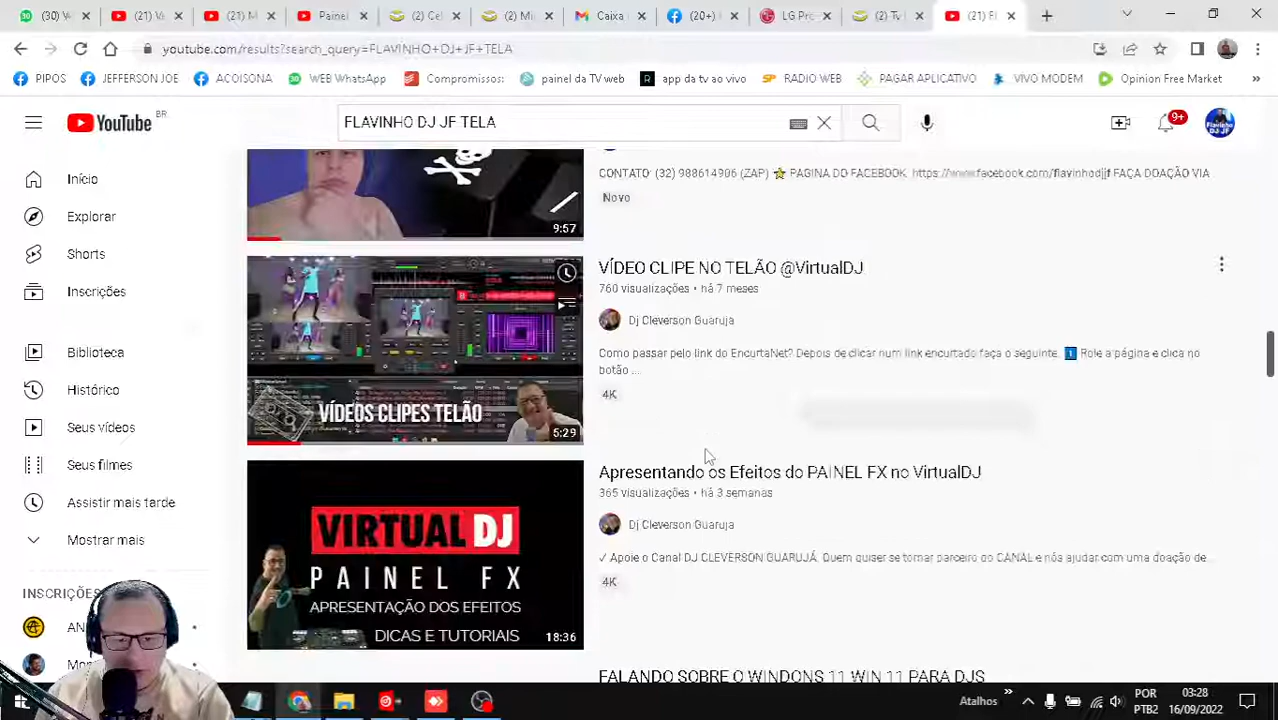 30 (21) V
(21) M
Painel
(2) Cel
(2) Mi
Caixa
(20+)
LG Pro
(2) Tv
(21) Fl
youtube.com/results?search_query=FLAVINHO+DJ+JF+TELA
PIPOS
JEFFERSON JOE
ACOISONA
WEB WhatsApp
Compromissos:
painel da TV web
app da tv ao vivo
RADIO WEB
PAGAR APLICATIVO
VIVO MODEM
Opinion Free Market
»
YouTube BR
FLAVINHO DJ JF TELA
9+
Flavinho DJ JF
Início
Explorar
Shorts
Inscrições
Biblioteca
Histórico
Seus vídeos
Seus filmes
Assistir mais tarde
Mostrar mais
INSCRIÇÕES
9:57
CONTATO (32) 988614906 (ZAP) ⭐ PAGINA DO FACEBOOK https://www.facebook.com/flavinhodjjf FAÇA DOAÇÃO VIA
Novo
VÍDEOS CLIPES TELÃO
5:29
VÍDEO CLIPE NO TELÃO @VirtualDJ
760 visualizações • há 7 meses
Dj Cleverson Guaruja
Como passar pelo link do EncurtaNet? Depois de clicar num link encurtado faça o seguinte. 1️⃣ Role a página e clica no
botão ...
4K
VIRTUAL DJ
PAINEL FX
APRESENTAÇÃO DOS EFEITOS
DICAS E TUTORIAIS
18:36
Apresentando os Efeitos do PAINEL FX no VirtualDJ
365 visualizações • há 3 semanas
Dj Cleverson Guaruja
✓ Apoie o Canal DJ CLEVERSON GUARUJÁ. Quem quiser se tornar parceiro do CANAL e nós ajudar com uma doação de...
4K
FALANDO SOBRE O WINDONS 11 WIN 11 PARA DJS
Atalhos »
POR
PTB2
03:28
16/09/2022